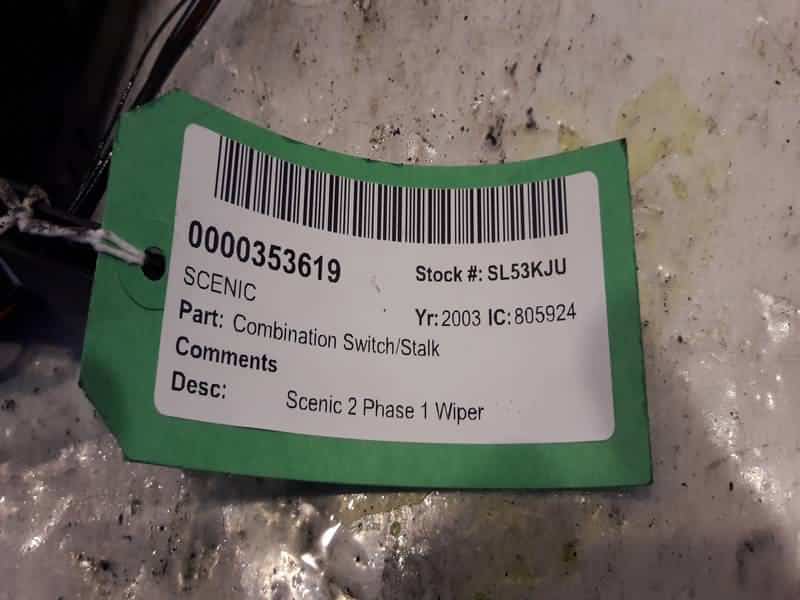 0000353619
Stock #: SL53KJU
SCENIC
Yr: 2003 IC: 805924
Part: Combination Switch/Stalk
Comments
Desc: Scenic 2 Phase 1 Wiper